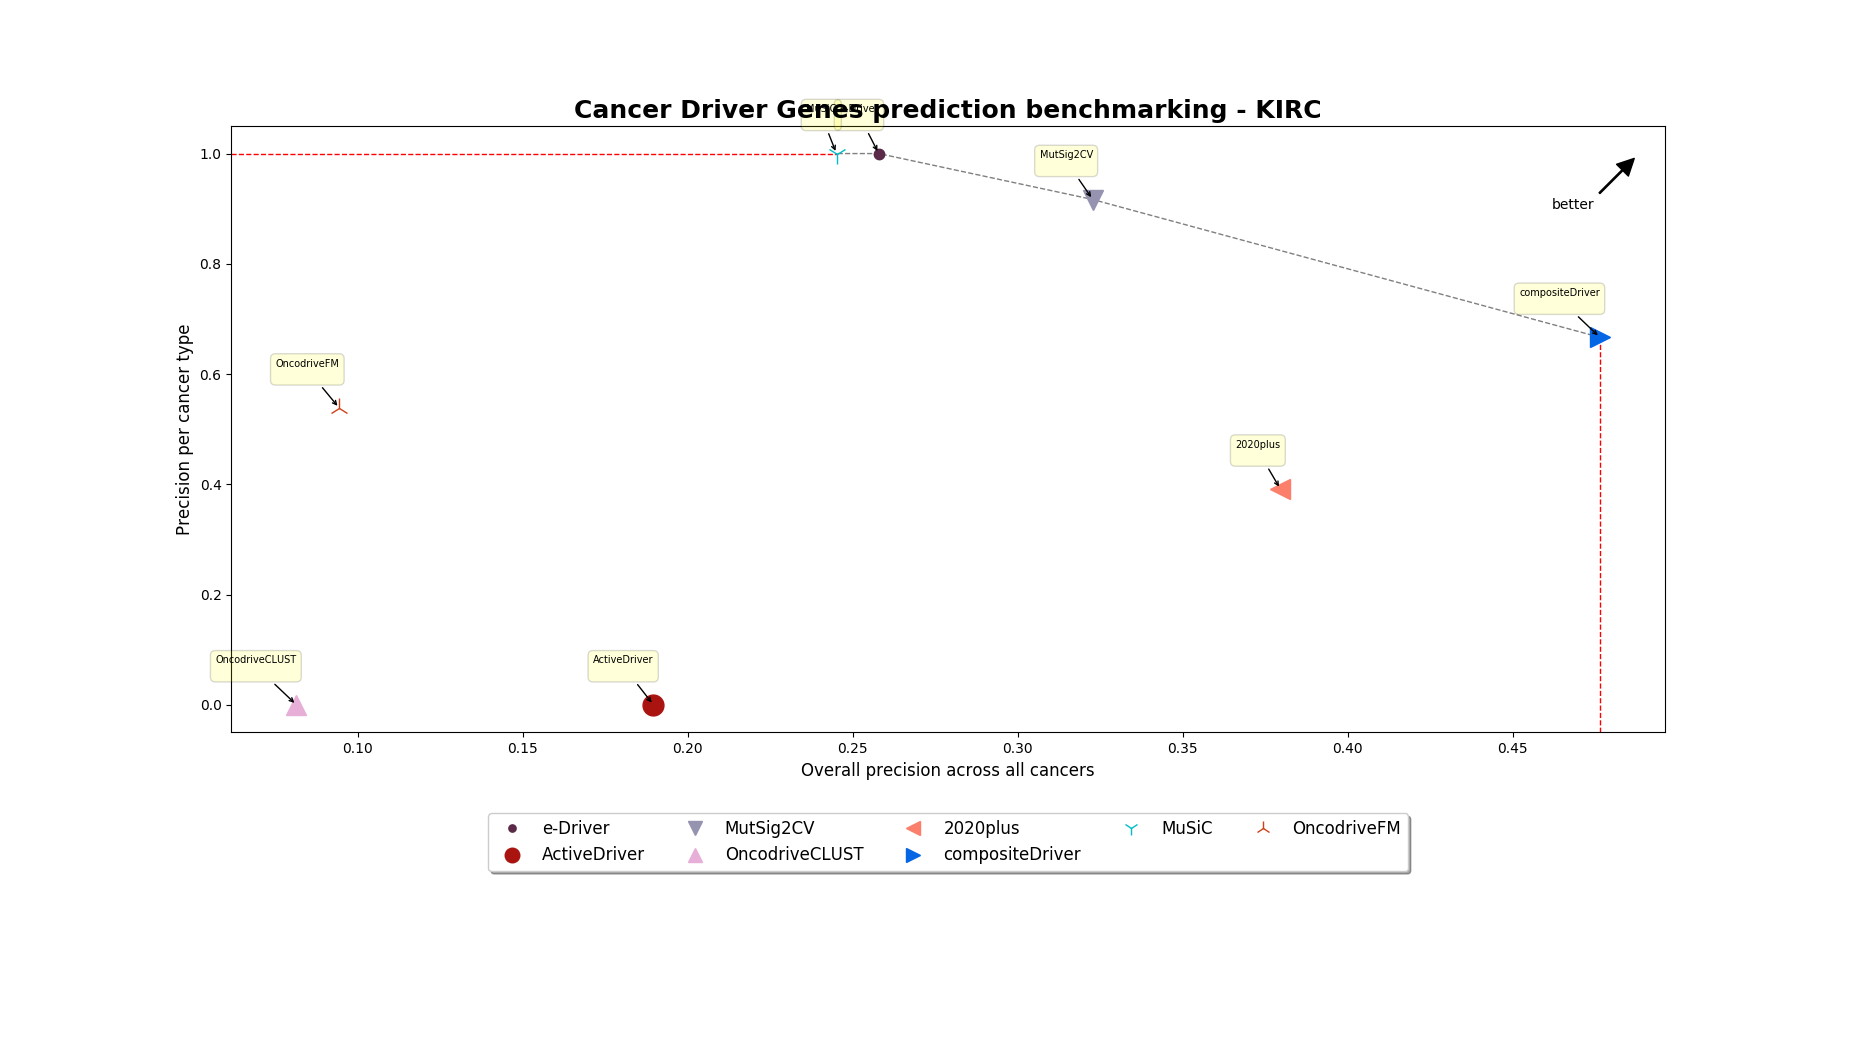 Cancer Driver Genes prediction benchmarking - KIRC
MutSig2CV
better
compositeDriver
OncodriveFM
2020plus
OncodriveCLUST
ActiveDriver
1.0
0.8
0.6
0.4
0.2
0.0
Precision per cancer type
0.10 0.15 0.20 0.25 0.30 0.35 0.40 0.45
Overall precision across all cancers
e-Driver MutSig2CV 2020plus MuSiC OncodriveFM
ActiveDriver OncodriveCLUST compositeDriver